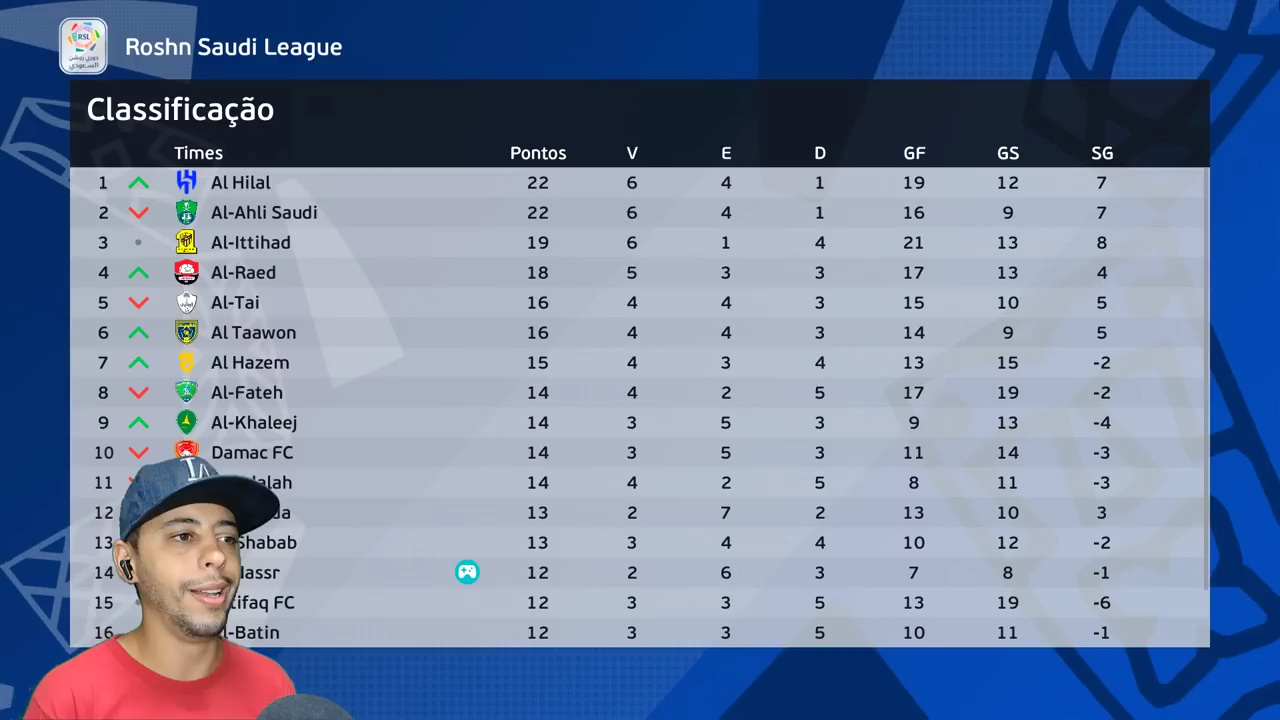 Roshn Saudi League
RSL
Classificação
Times Pontos V E D GF GS SG
1 Al Hilal 22 6 4 1 19 12 7
2 Al-Ahli Saudi 22 6 4 1 16 9 7
3 Al-Ittihad 19 6 1 4 21 13 8
4 Al-Raed 18 5 3 3 17 13 4
5 Al-Tai 16 4 4 3 15 10 5
6 Al Taawon 16 4 4 3 14 9 5
7 Al Hazem 15 4 3 4 13 15 -2
8 Al-Fateh 14 4 2 5 17 19 -2
9 Al-Khaleej 14 3 5 3 9 13 -4
10 Damac FC 14 3 5 3 11 14 -3
11 14 4 2 5 8 11 -3
12 13 2 7 2 13 10 3
13 Shabab 13 3 4 4 10 12 -2
14 12 2 6 3 7 8 -1
15 FC 12 3 3 5 13 19 -6
16 -Batin 12 3 3 5 10 11 -1
LA